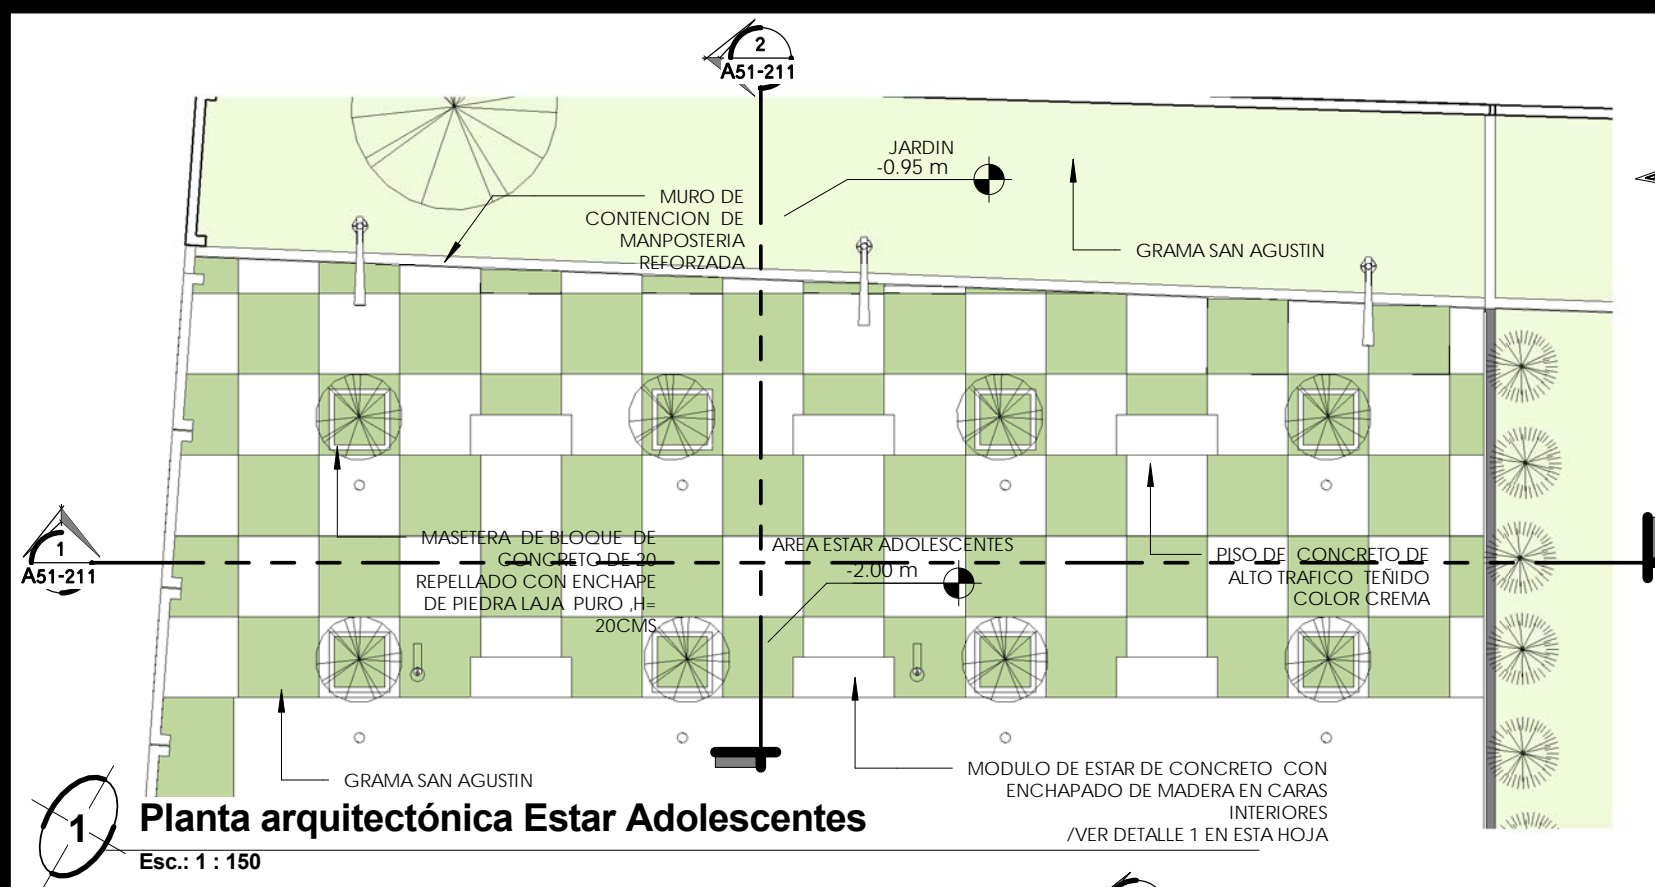 2
A51-211
JARDIN
-0.95 m
MURO DE
CONTENCION DE
MANPOSTERIA
REFORZADA
GRAMA SAN AGUSTIN
1
A51-211
MASETERA DE BLOQUE DE
CONCRETO DE 20
REPELLADO CON ENCHAPE
DE PIEDRA LAJA PURO ,H=
20CMS
AREA ESTAR ADOLESCENTES
-2.00 m
PISO DE CONCRETO DE
ALTO TRAFICO TEÑIDO
COLOR CREMA
GRAMA SAN AGUSTIN
MODULO DE ESTAR DE CONCRETO CON
ENCHAPADO DE MADERA EN CARAS
INTERIORES
/VER DETALLE 1 EN ESTA HOJA
1
Planta arquitectónica Estar Adolescentes
Esc.: 1 : 150